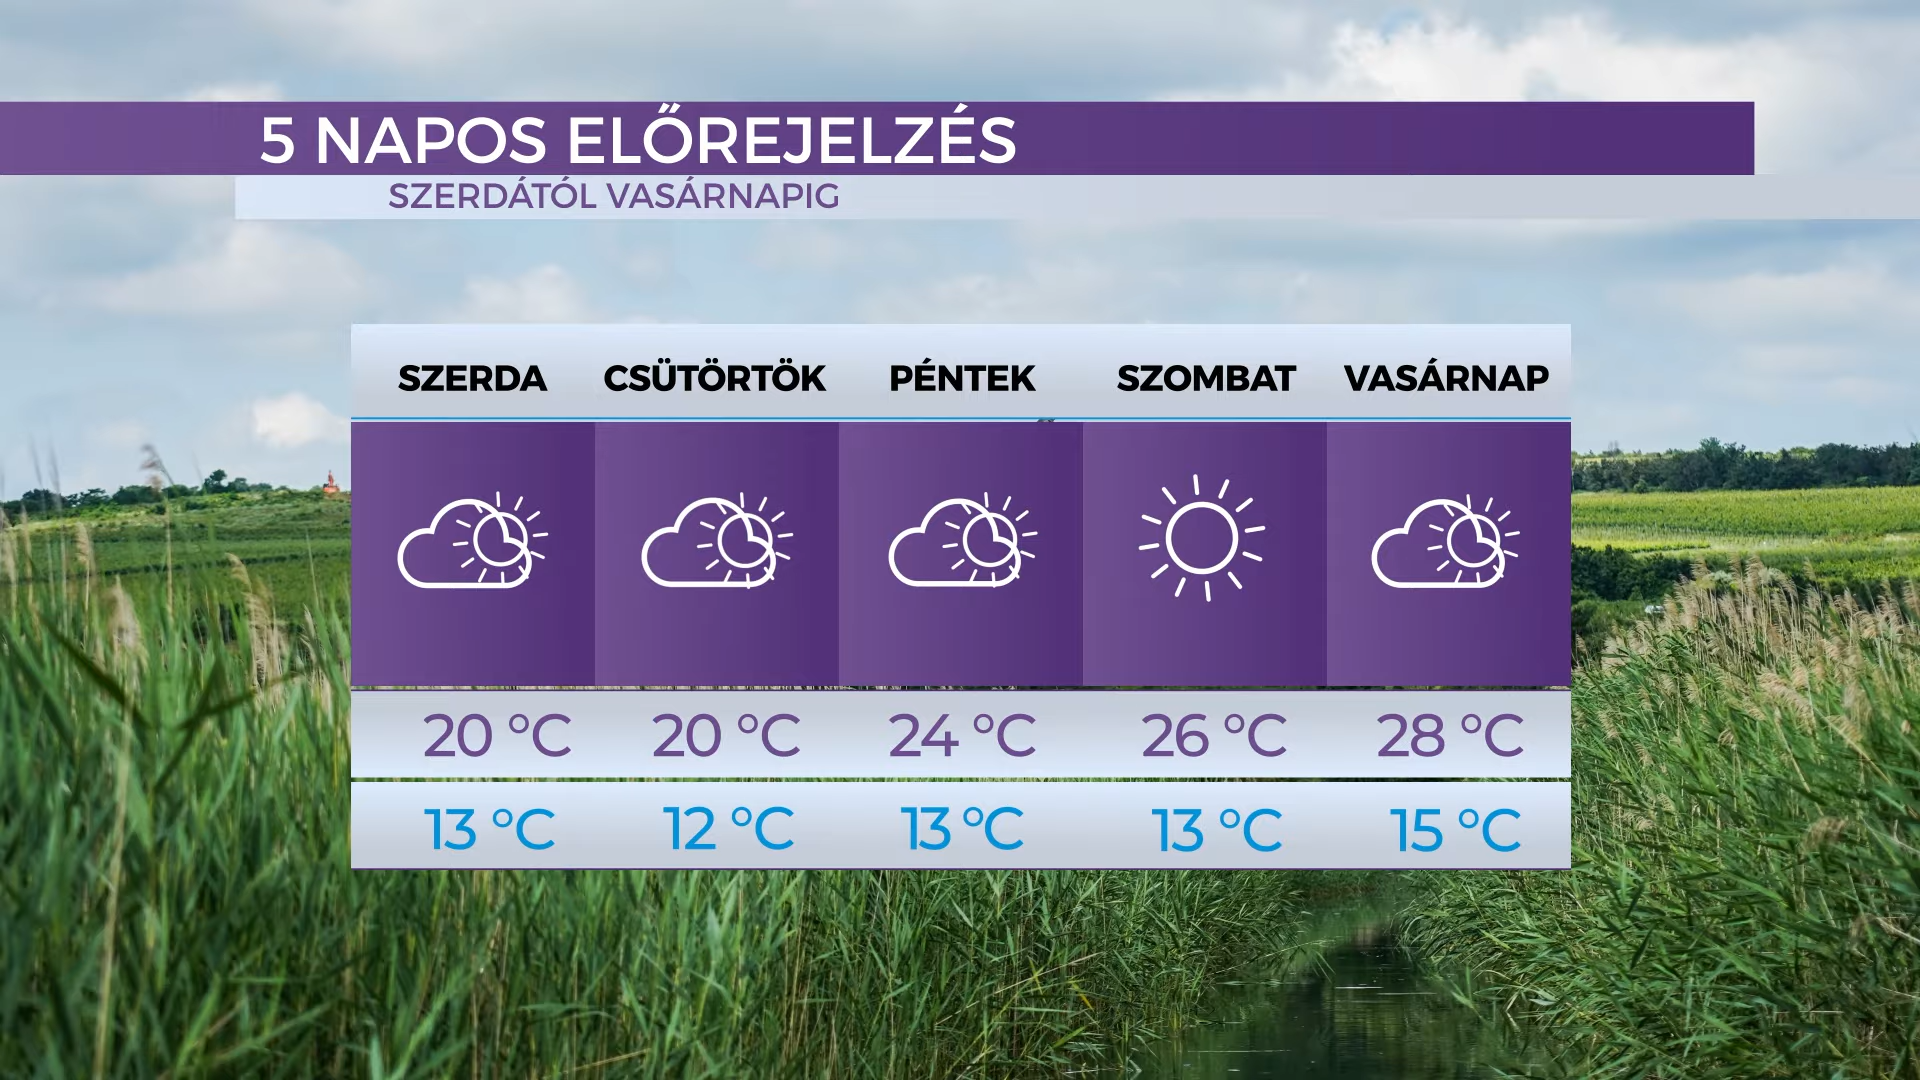 5 NAPOS ELŐREJELZÉS
SZERDÁTÓL VASÁRNAPIG
SZERDA CSÜTÖRTÖK PÉNTEK SZOMBAT VASÁRNAP
20 °C 20 °C 24 °C 26 °C 28 °C
13 °C 12 °C 13 °C 13 °C 15 °C